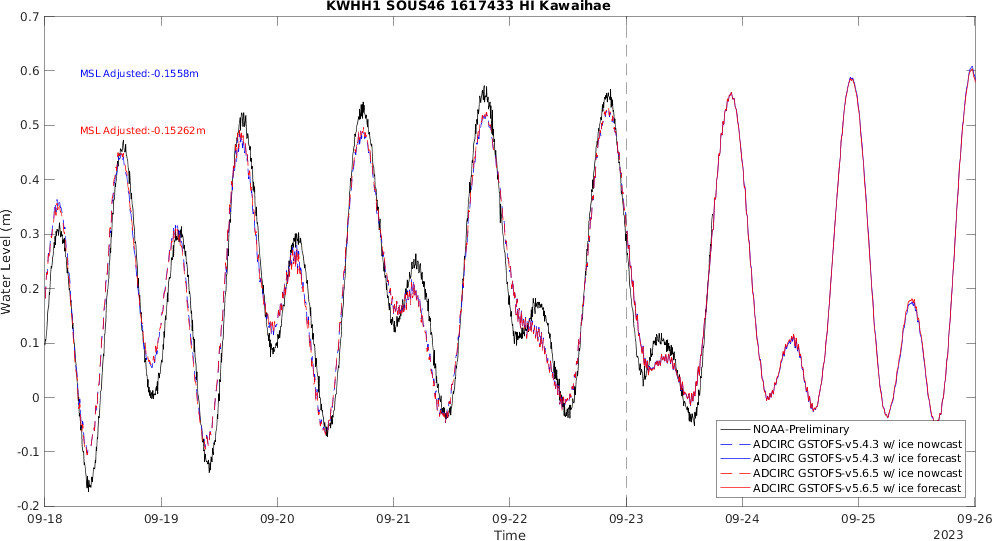 KWHH1 SOUS46 1617433 HI Kawaihae
0.7
0.6
0.5
0.4
0.3
0.2
0.1
0
-0.1
-0.2
Water Level (m)
MSL Adjusted:-0.1558m
MSL Adjusted:-0.15262m
NOAA-Preliminary
ADCIRC GSTOFS-v5.4.3 w/ ice nowcast
ADCIRC GSTOFS-v5.4.3 w/ ice forecast
ADCIRC GSTOFS-v5.6.5 w/ ice nowcast
ADCIRC GSTOFS-v5.6.5 w/ ice forecast
09-18 09-19 09-20 09-21 09-22 09-23 09-24 09-25 09-26
Time
2023